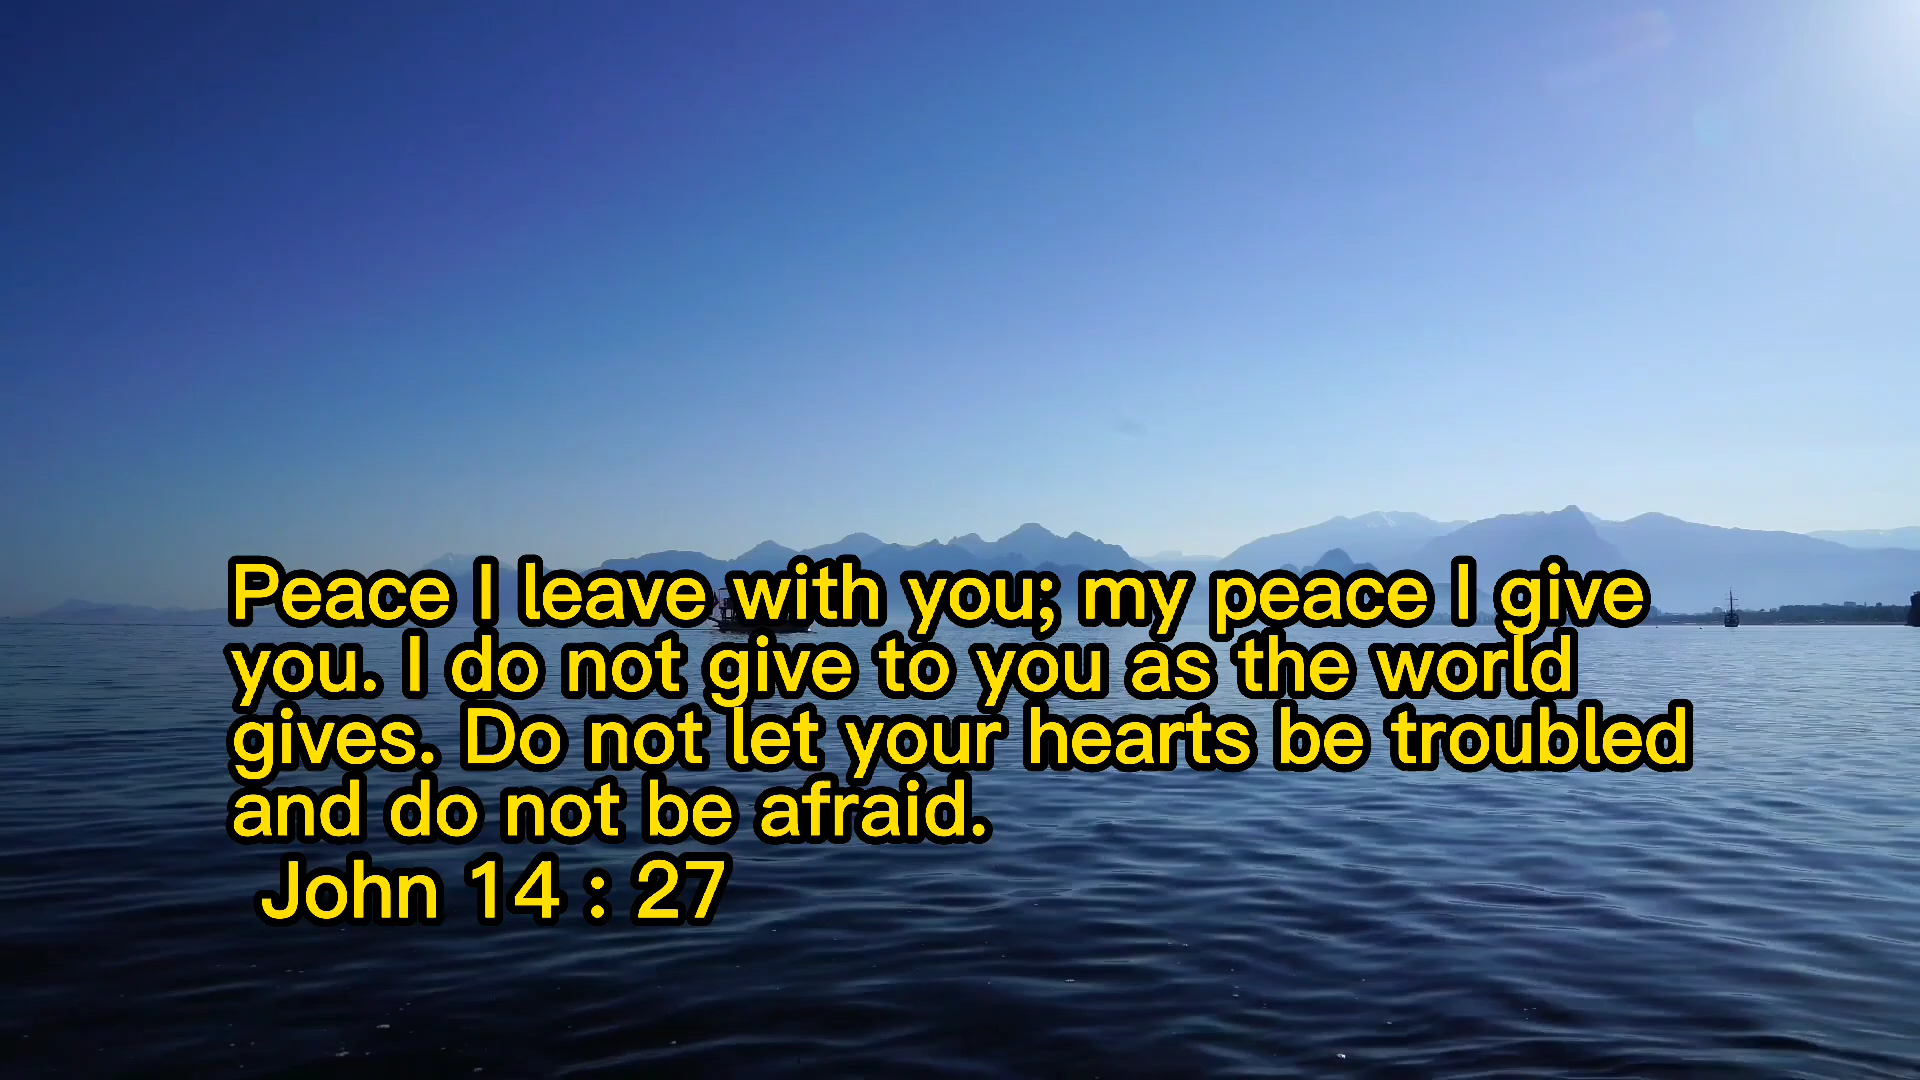 Peace I leave with you; my peace I give
you. I do not give to you as the world
gives. Do not let your hearts be troubled
and do not be afraid.
John 14 : 27